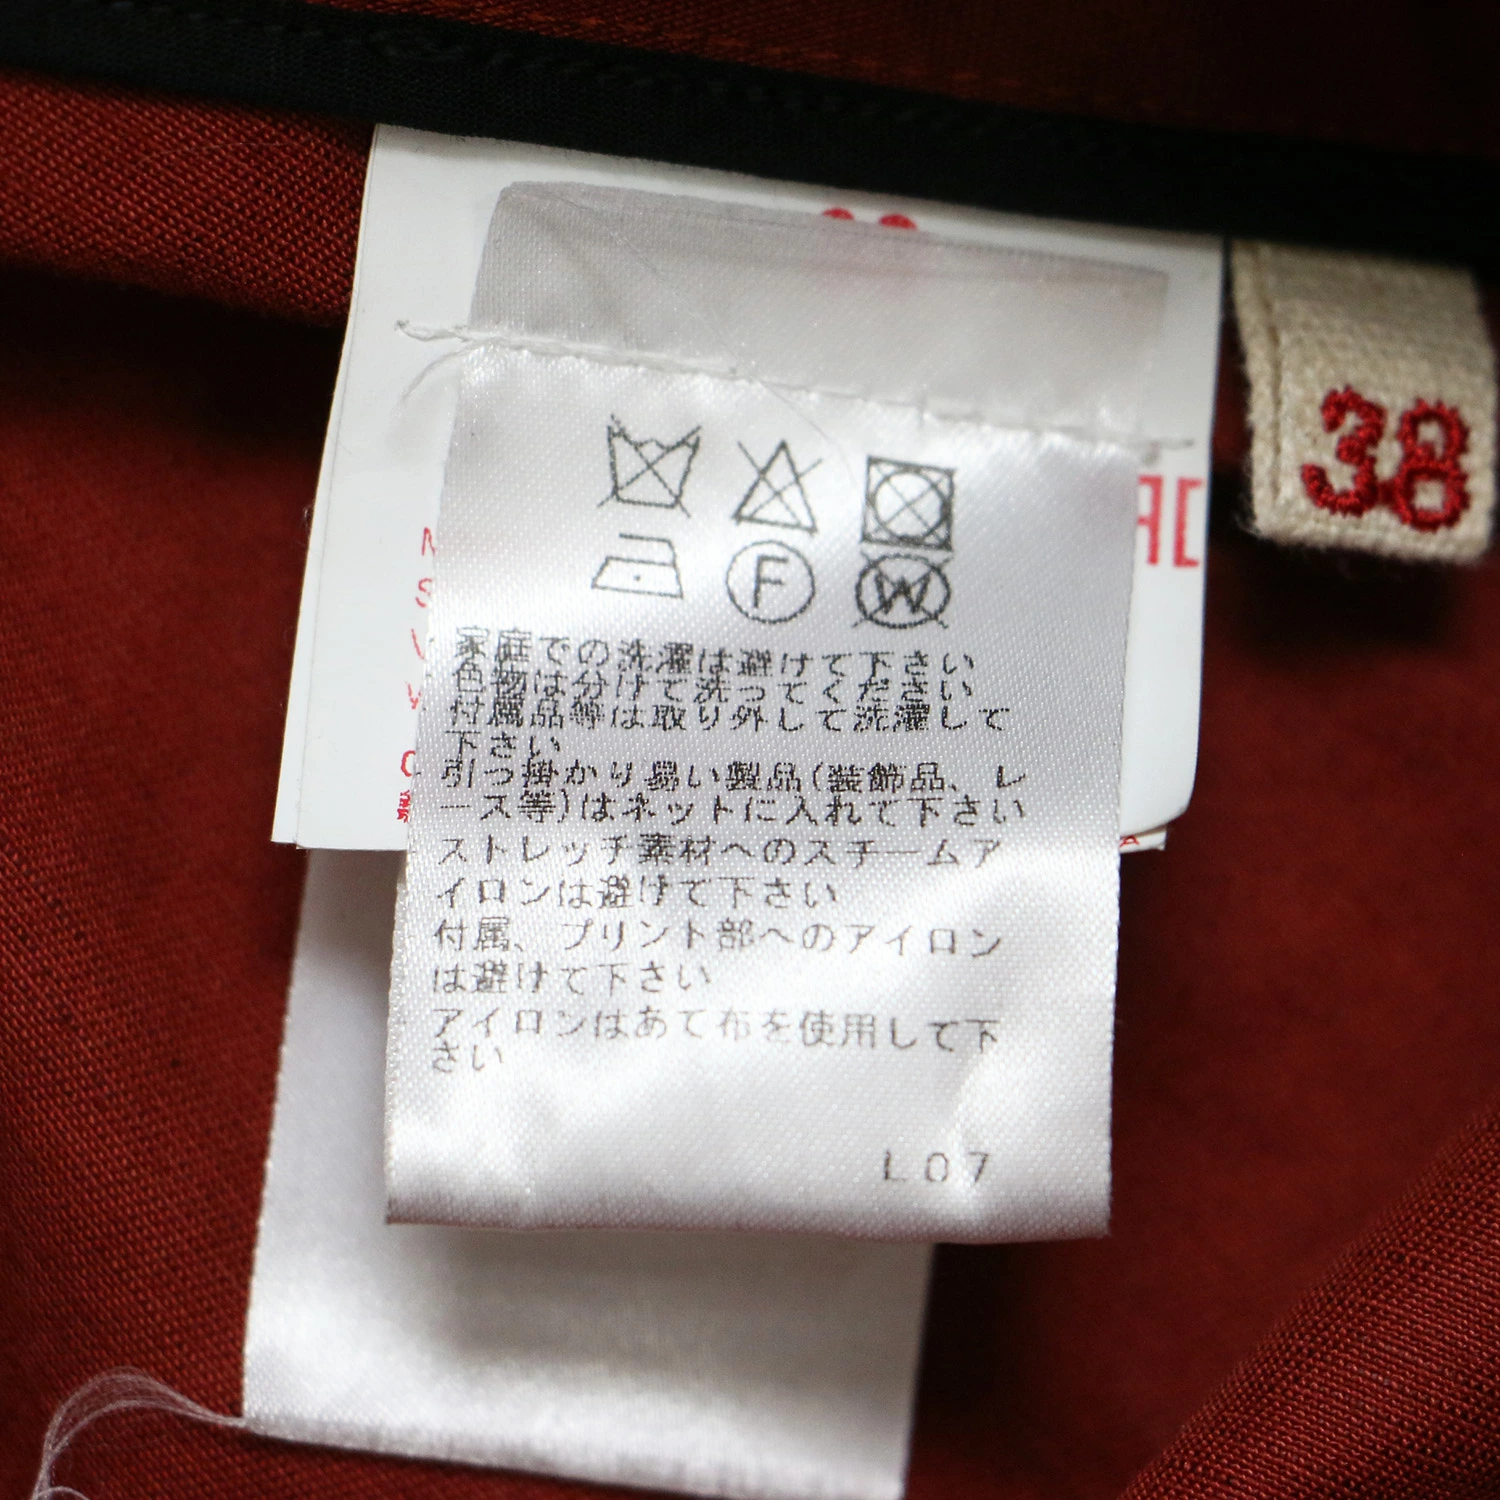 38
F
W
家庭での洗濯は避けて下さい
色物は分けて洗ってください
付属品等は取り外して洗濯して
下さい
引っ掛かり易い製品(装飾品、レ
ース等)はネットに入れて下さい
ストレッチ素材へのスチームア
イロンは避けて下さい
付属、プリント部へのアイロン
は避けて下さい
アイロンはあて布を使用して下
さい
L07